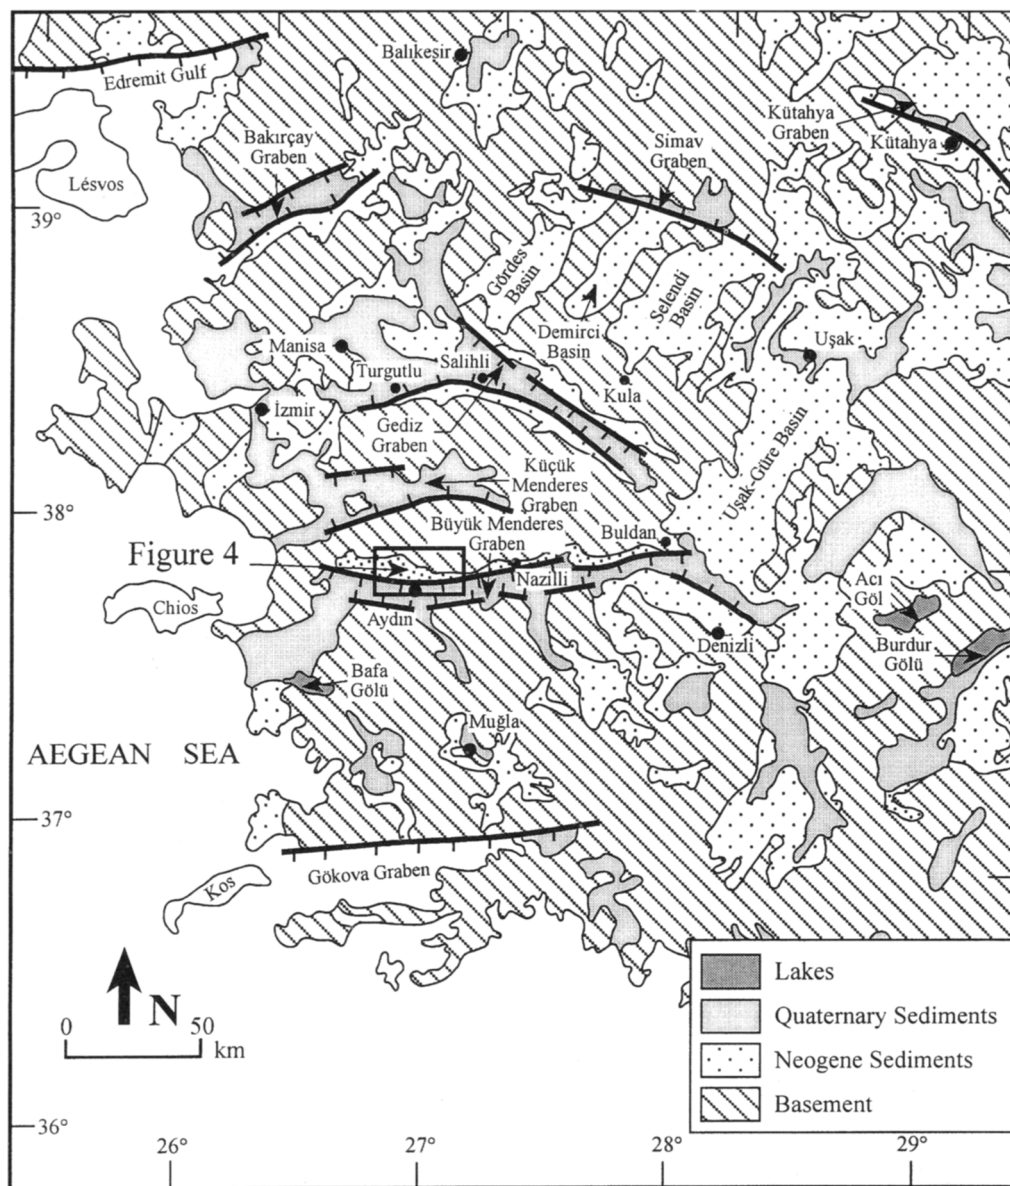 Balıkesir
Edremit Gulf
Kütahya
Graben
Kütahya
Bakırçay
Graben
Simav
Graben
Lésvos
39°
Gördes
Basin
Selendi
Basin
Demirci
Basin
Manisa
Turgutlu
Salihli
Uşak
Kula
İzmir
Gediz
Graben
Uşak-Güre Basin
Küçük
Menderes
Graben
38°
Büyük Menderes
Graben
Buldan
Figure 4
Nazilli
Chios
Aydın
Acı
Göl
Denizli
Burdur
Gölü
Bafa
Gölü
Muğla
AEGEAN SEA
37°
Gökova Graben
Kos
N
0 50
km
Lakes
Quaternary Sediments
Neogene Sediments
Basement
36°
26° 27° 28° 29°